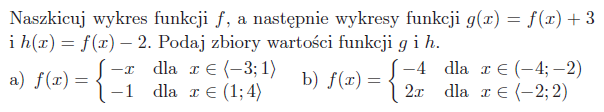 Naszkicuj wykres funkcji f, a następnie wykresy funkcji g(x) = f(x) + 3
i h(x) = f(x) − 2. Podaj zbiory wartości funkcji g i h.
a) f(x) = { −x dla x ∈ ⟨−3; 1⟩ b) f(x) = { −4 dla x ∈ (−4; −2)
−1 dla x ∈ (1; 4⟩ 2x dla x ∈ ⟨−2; 2)